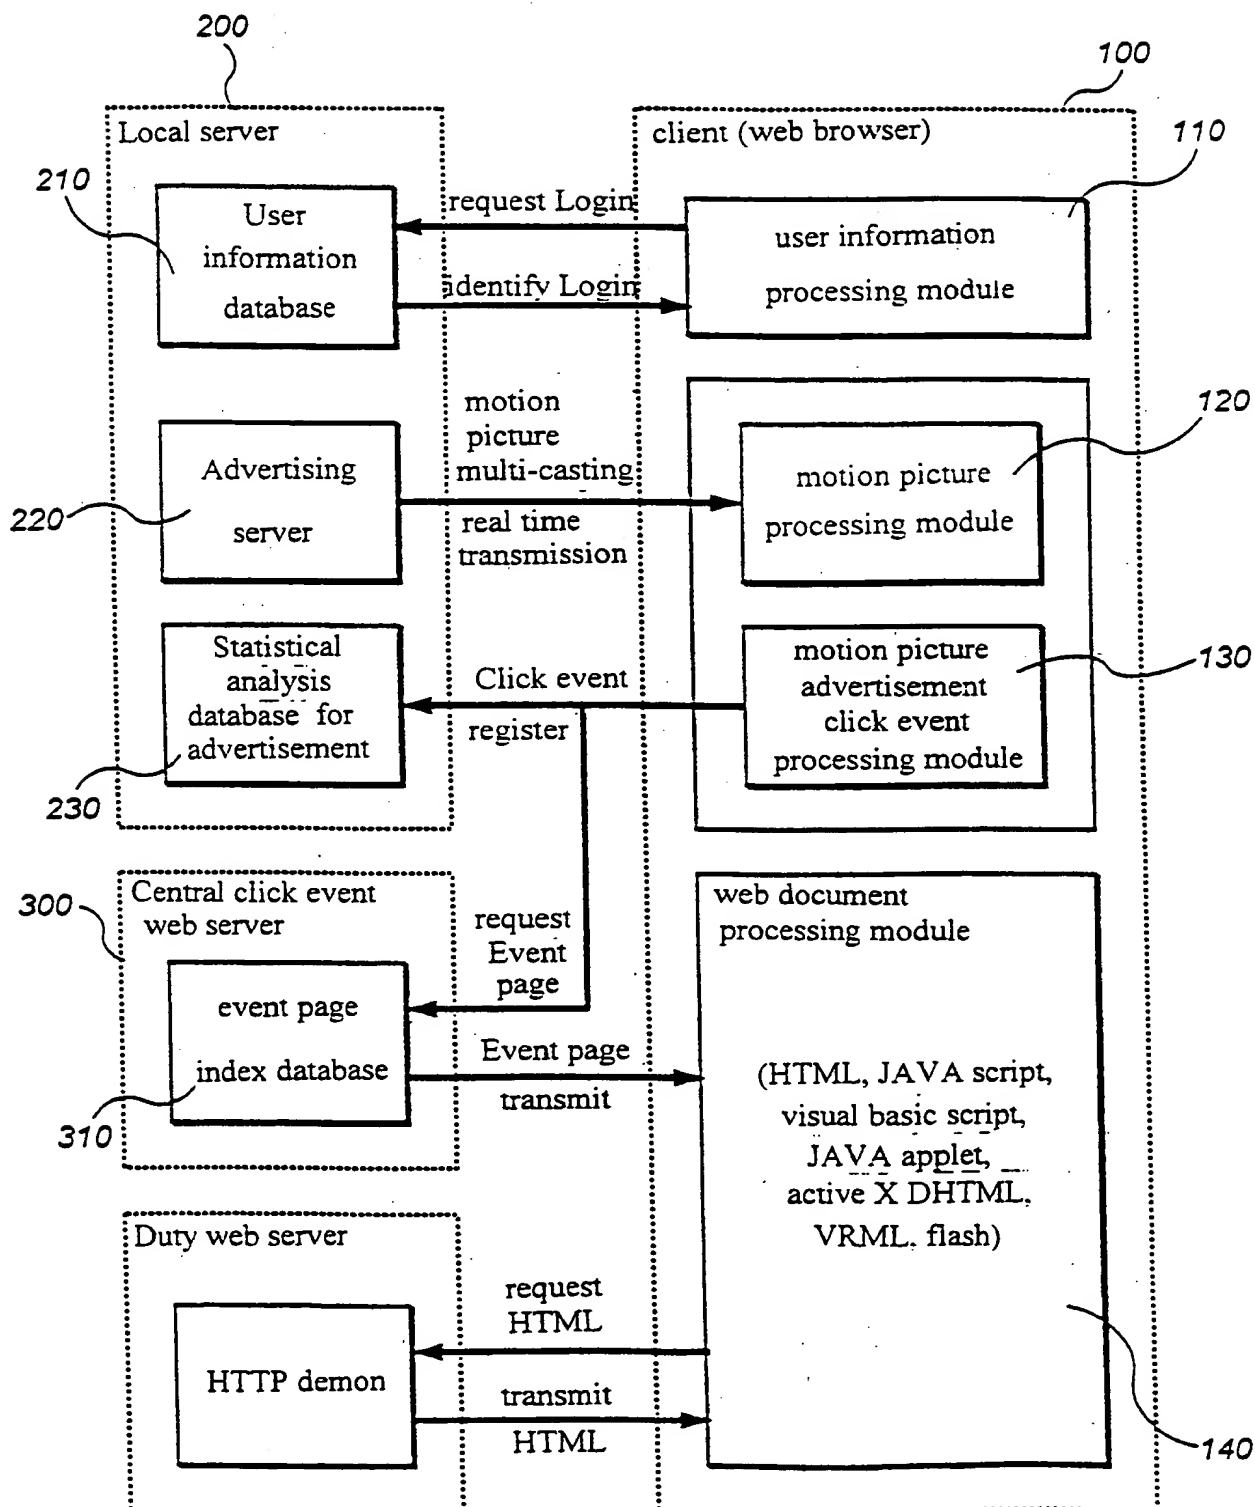 200
100
Local server
client (web browser)
110
210
User
information
database
request Login
identify Login
user information
processing module
motion
picture
multi-casting
real time
transmission
120
Advertising
server
220
motion picture
processing module
Statistical
analysis
database for
advertisement
230
Click event
register
motion picture
advertisement
click event
processing module
130
300
Central click event
web server
request
Event
page
event page
index database
310
Event page
transmit
web document
processing module
(HTML, JAVA script,
visual basic script,
JAVA applet,
active X DHTML,
VRML, flash)
Duty web server
HTTP demon
request
HTML
transmit
HTML
140